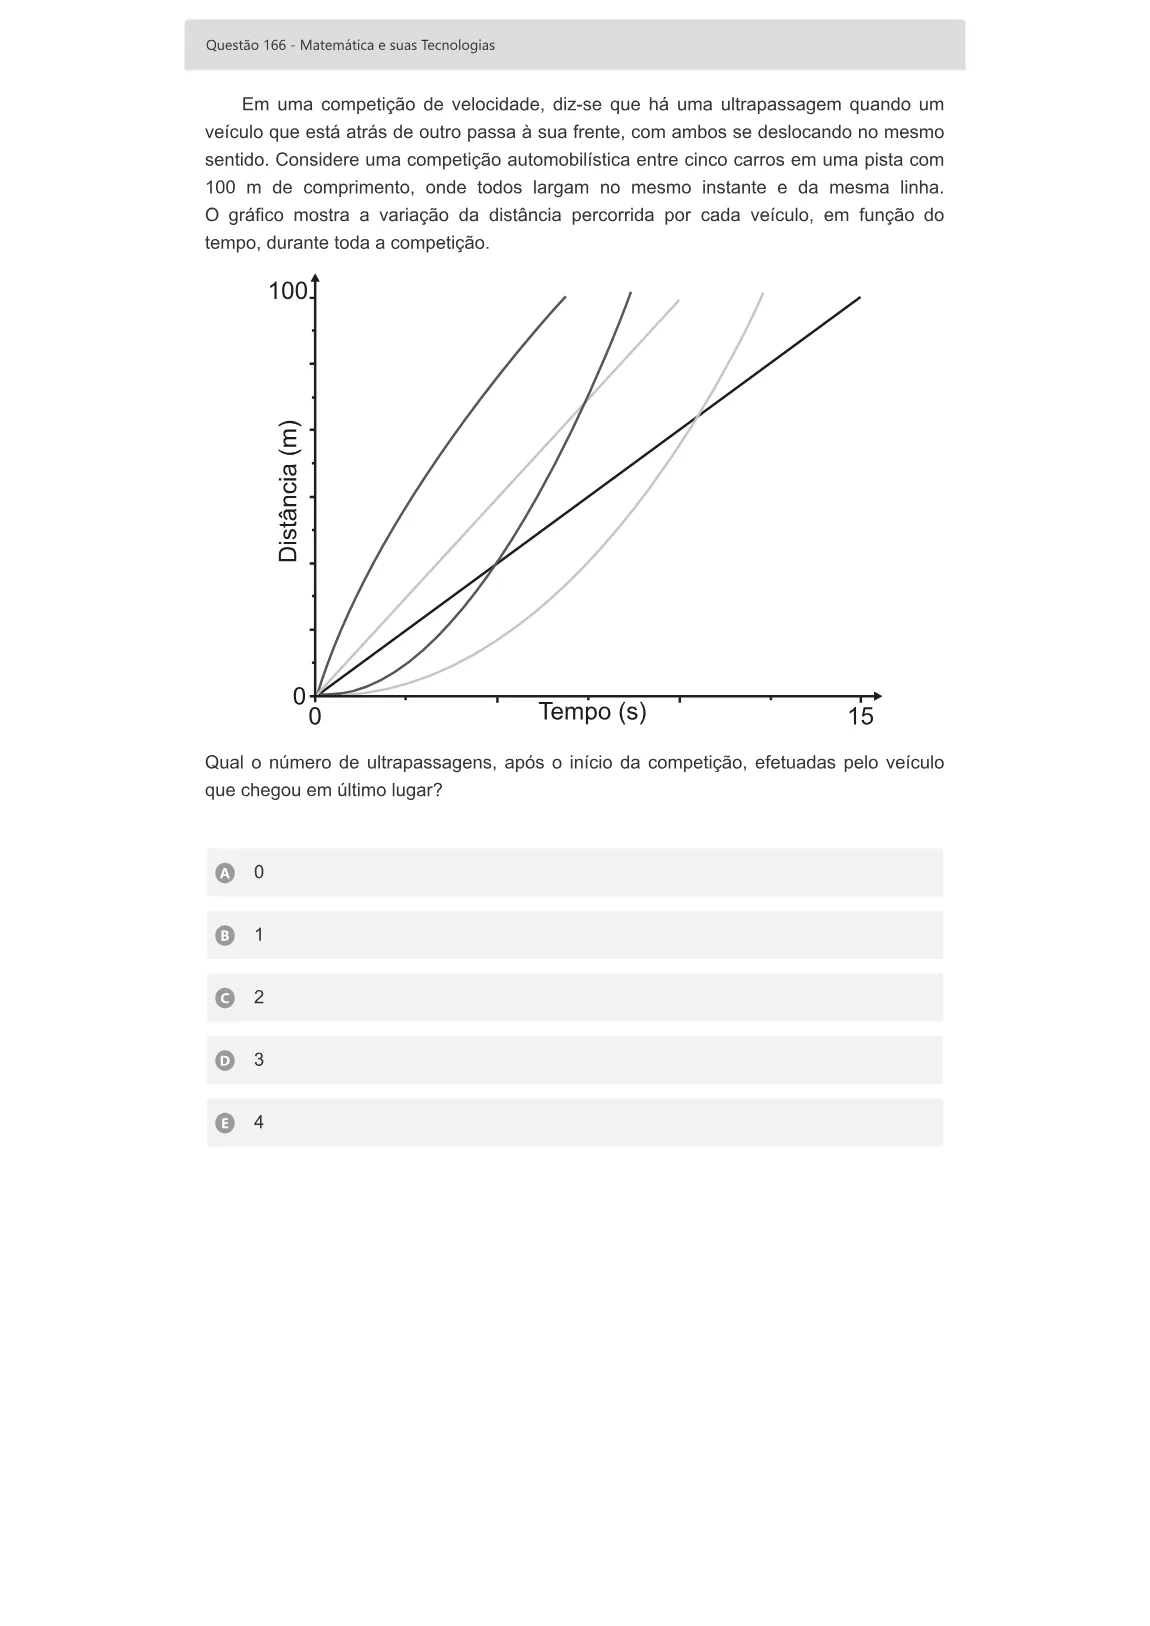 Questão 166 - Matemática e suas Tecnologias
Em uma competição de velocidade, diz-se que há uma ultrapassagem quando um
veículo que está atrás de outro passa à sua frente, com ambos se deslocando no mesmo
sentido. Considere uma competição automobilística entre cinco carros em uma pista com
100 m de comprimento, onde todos largam no mesmo instante e da mesma linha.
O gráfico mostra a variação da distância percorrida por cada veículo, em função do
tempo, durante toda a competição.
100
Distância (m)
0
0
Tempo (s)
15
Qual o número de ultrapassagens, após o início da competição, efetuadas pelo veículo
que chegou em último lugar?
A 0
B 1
C 2
D 3
E 4